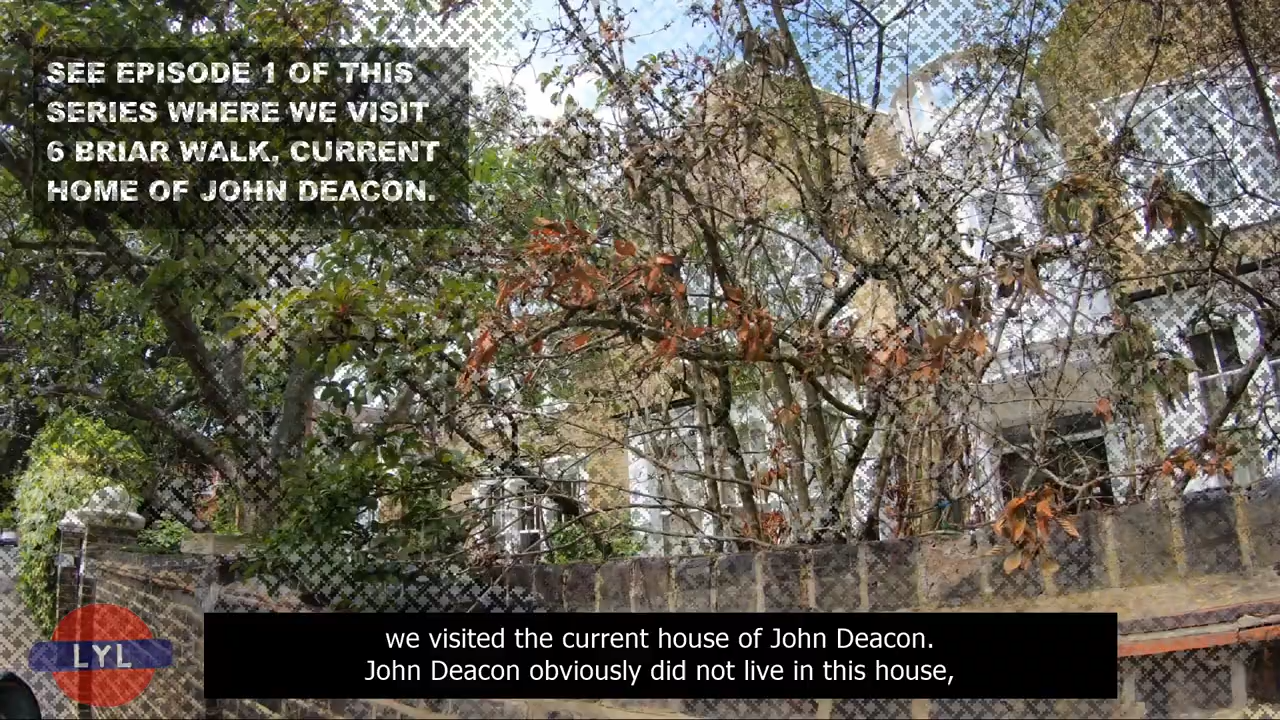 SEE EPISODE 1 OF THIS
SERIES WHERE WE VISIT
6 BRIAR WALK, CURRENT
HOME OF JOHN DEACON.
LYL
we visited the current house of John Deacon.
John Deacon obviously did not live in this house,